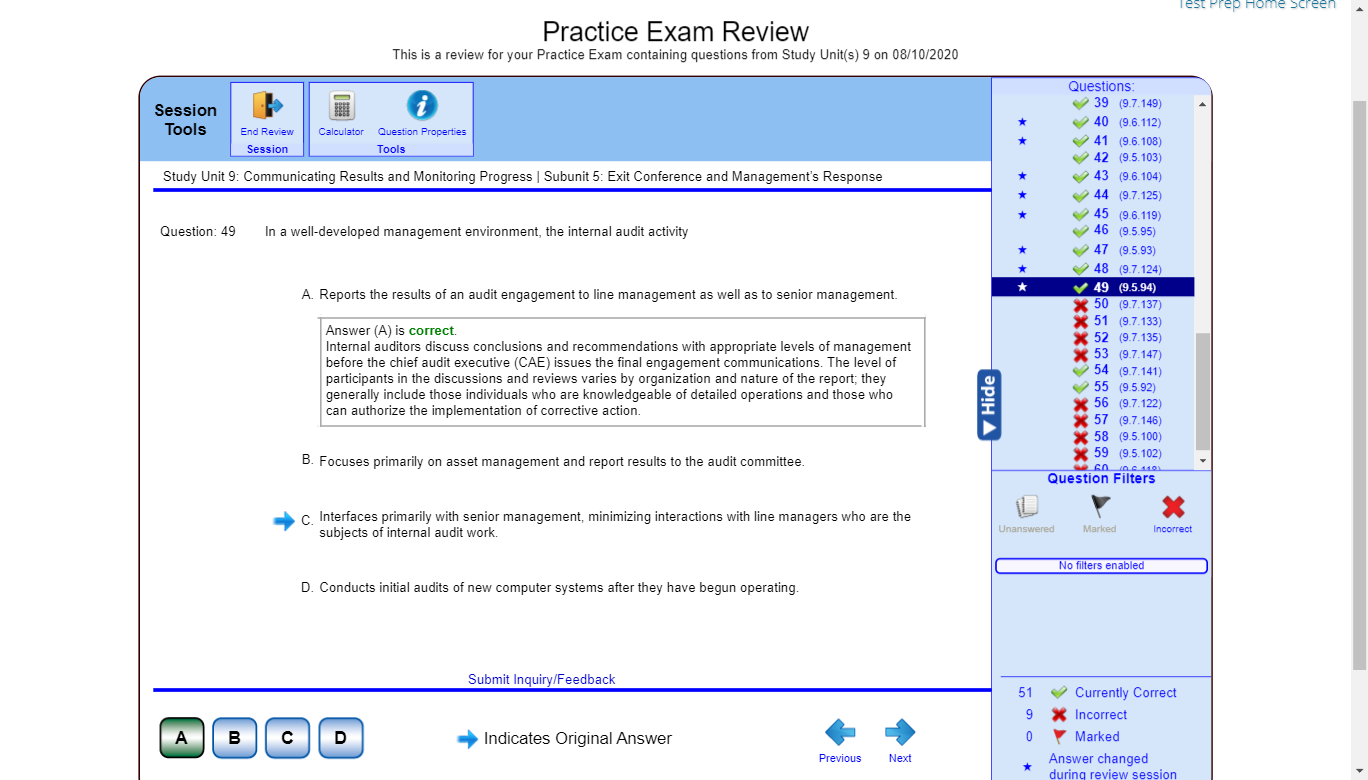 Test Prep Home Screen
Practice Exam Review
This is a review for your Practice Exam containing questions from Study Unit(s) 9 on 08/10/2020
Session
Tools
End Review
Session
Calculator
Question Properties
Tools
Study Unit 9: Communicating Results and Monitoring Progress | Subunit 5: Exit Conference and Management's Response
Question: 49 In a well-developed management environment, the internal audit activity
A. Reports the results of an audit engagement to line management as well as to senior management.
Answer (A) is correct.
Internal auditors discuss conclusions and recommendations with appropriate levels of management
before the chief audit executive (CAE) issues the final engagement communications. The level of
participants in the discussions and reviews varies by organization and nature of the report; they
generally include those individuals who are knowledgeable of detailed operations and those who
can authorize the implementation of corrective action.
B. Focuses primarily on asset management and report results to the audit committee.
C. Interfaces primarily with senior management, minimizing interactions with line managers who are the
subjects of internal audit work.
D. Conducts initial audits of new computer systems after they have begun operating.
Submit Inquiry/Feedback
A
B
C
D
Indicates Original Answer
Previous
Next
Hide
Questions:
39 (9.7.149)
40 (9.6.112)
41 (9.6.108)
42 (9.5.103)
43 (9.6.104)
44 (9.7.125)
45 (9.6.119)
46 (9.5.95)
47 (9.5.93)
48 (9.7.124)
49 (9.5.94)
50 (9.7.137)
51 (9.7.133)
52 (9.7.135)
53 (9.7.147)
54 (9.7.141)
55 (9.5.92)
56 (9.7.122)
57 (9.7.146)
58 (9.5.100)
59 (9.5.102)
60
Question Filters
Unanswered
Marked
Incorrect
No filters enabled
51 Currently Correct
9 Incorrect
0 Marked
Answer changed
during review session